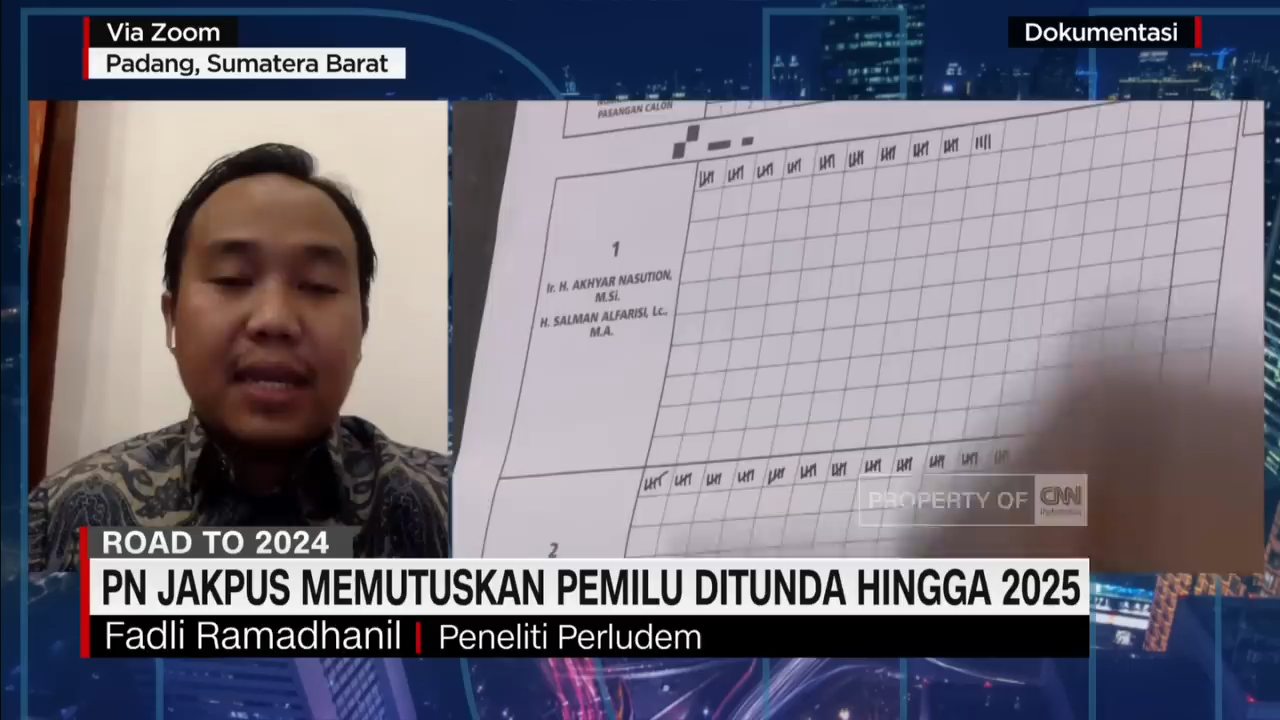 Via Zoom
Padang, Sumatera Barat
Dokumentasi
PASANGAN CALON
1
Ir. H. AKHYAR NASUTION,
M.Si.
H. SALMAN ALFARISI, Lc.,
M.A.
2
PROPERTY OF CNN
Indonesia
ROAD TO 2024
PN JAKPUS MEMUTUSKAN PEMILU DITUNDA HINGGA 2025
Fadli Ramadhanil | Peneliti Perludem